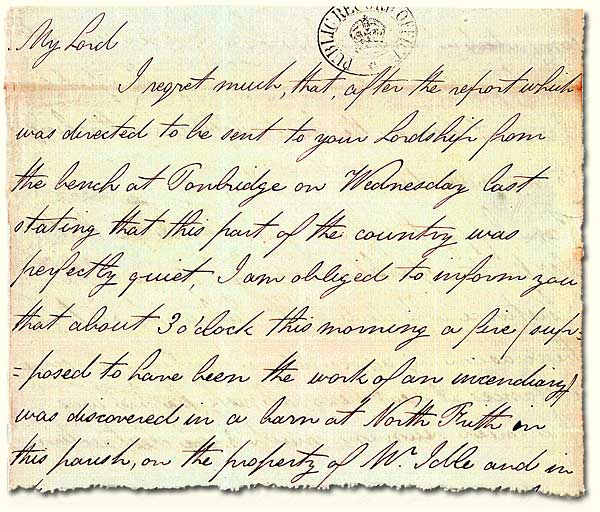 PUBLIC RECORD OFFICE
My Lord
I regret much, that, after the report which
was directed to be sent to your Lordship from
the bench at Tonbridge on Wednesday last
stating that this part of the country was
perfectly quiet, I am obliged to inform you
that about 3 o'clock this morning a fire (sup=
=posed to have been the work of an incendiary)
was discovered in a barn at North Frith in
this parish, on the property of Mr. Idle and in